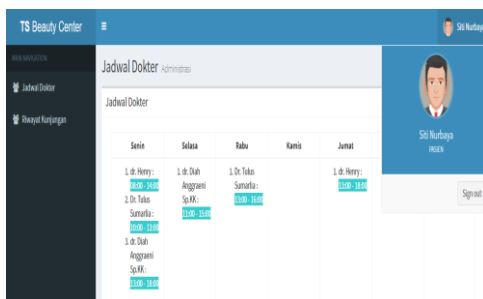 TS Beauty Center
Siti Nurbaya
MAIN NAVIGATION
Jadwal Dokter
Riwayat Kunjungan
Jadwal Dokter Administrasi
Jadwal Dokter
Senin Selasa Rabu Kamis Jumat
1. dr. Henry :
08:00 - 14:00
2. Dr. Tulus
Sumarlia :
10:00 - 13:00
3. dr. Diah
Anggraeni
Sp.KK :
13:00 - 18:00
1. dr. Diah
Anggraeni
Sp.KK :
13:00 - 15:00
1. Dr. Tulus
Sumarlia :
13:00 - 16:00
1. dr. Henry :
13:00 - 18:00
Siti Nurbaya
PASIEN
Sign out